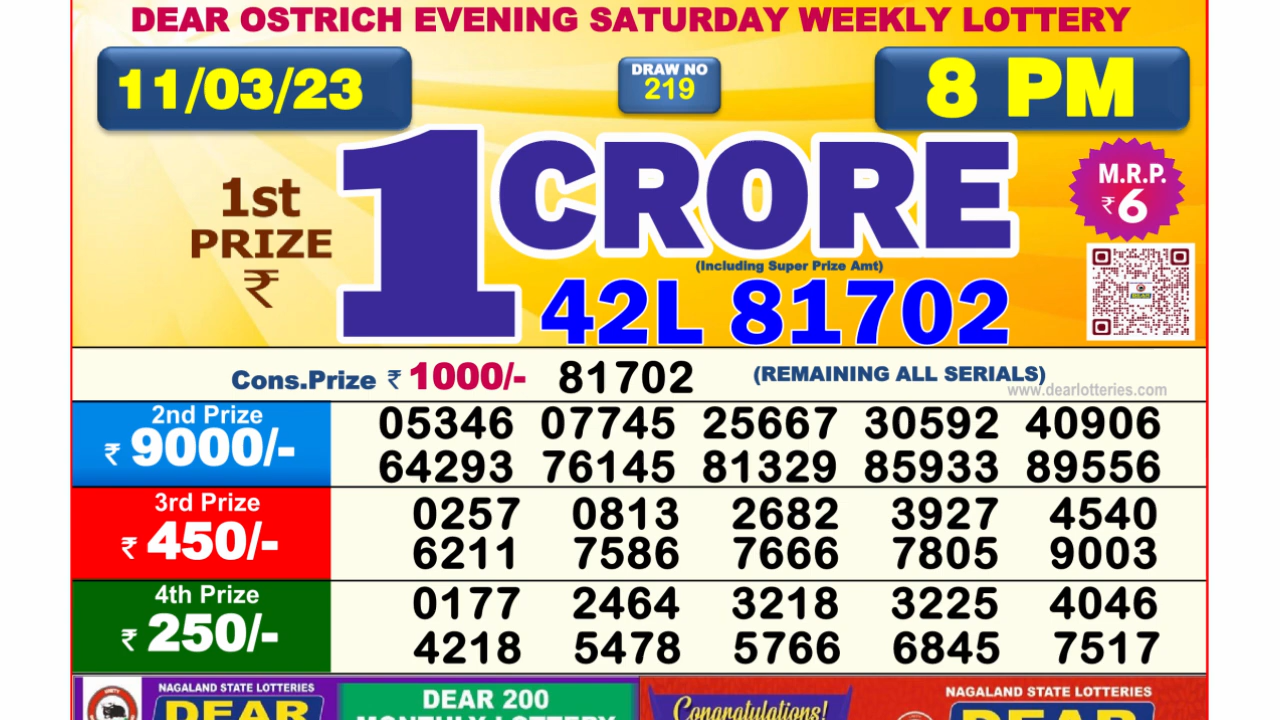 DEAR OSTRICH EVENING SATURDAY WEEKLY LOTTERY
11/03/23
DRAW NO
219
8 PM
1st
PRIZE
₹
1 CRORE
(Including Super Prize Amt)
42L 81702
M.R.P.
₹ 6
Cons.Prize ₹ 1000/- 81702 (REMAINING ALL SERIALS)
www.dearlotteries.com
2nd Prize
₹ 9000/-
05346 07745 25667 30592 40906
64293 76145 81329 85933 89556
3rd Prize
₹ 450/-
0257 0813 2682 3927 4540
6211 7586 7666 7805 9003
4th Prize
₹ 250/-
0177 2464 3218 3225 4046
4218 5478 5766 6845 7517
NAGALAND STATE LOTTERIES
DEAR
DEAR 200
MONTHLY LOTTERY
Congratulations!
NAGALAND STATE LOTTERIES
DEAR